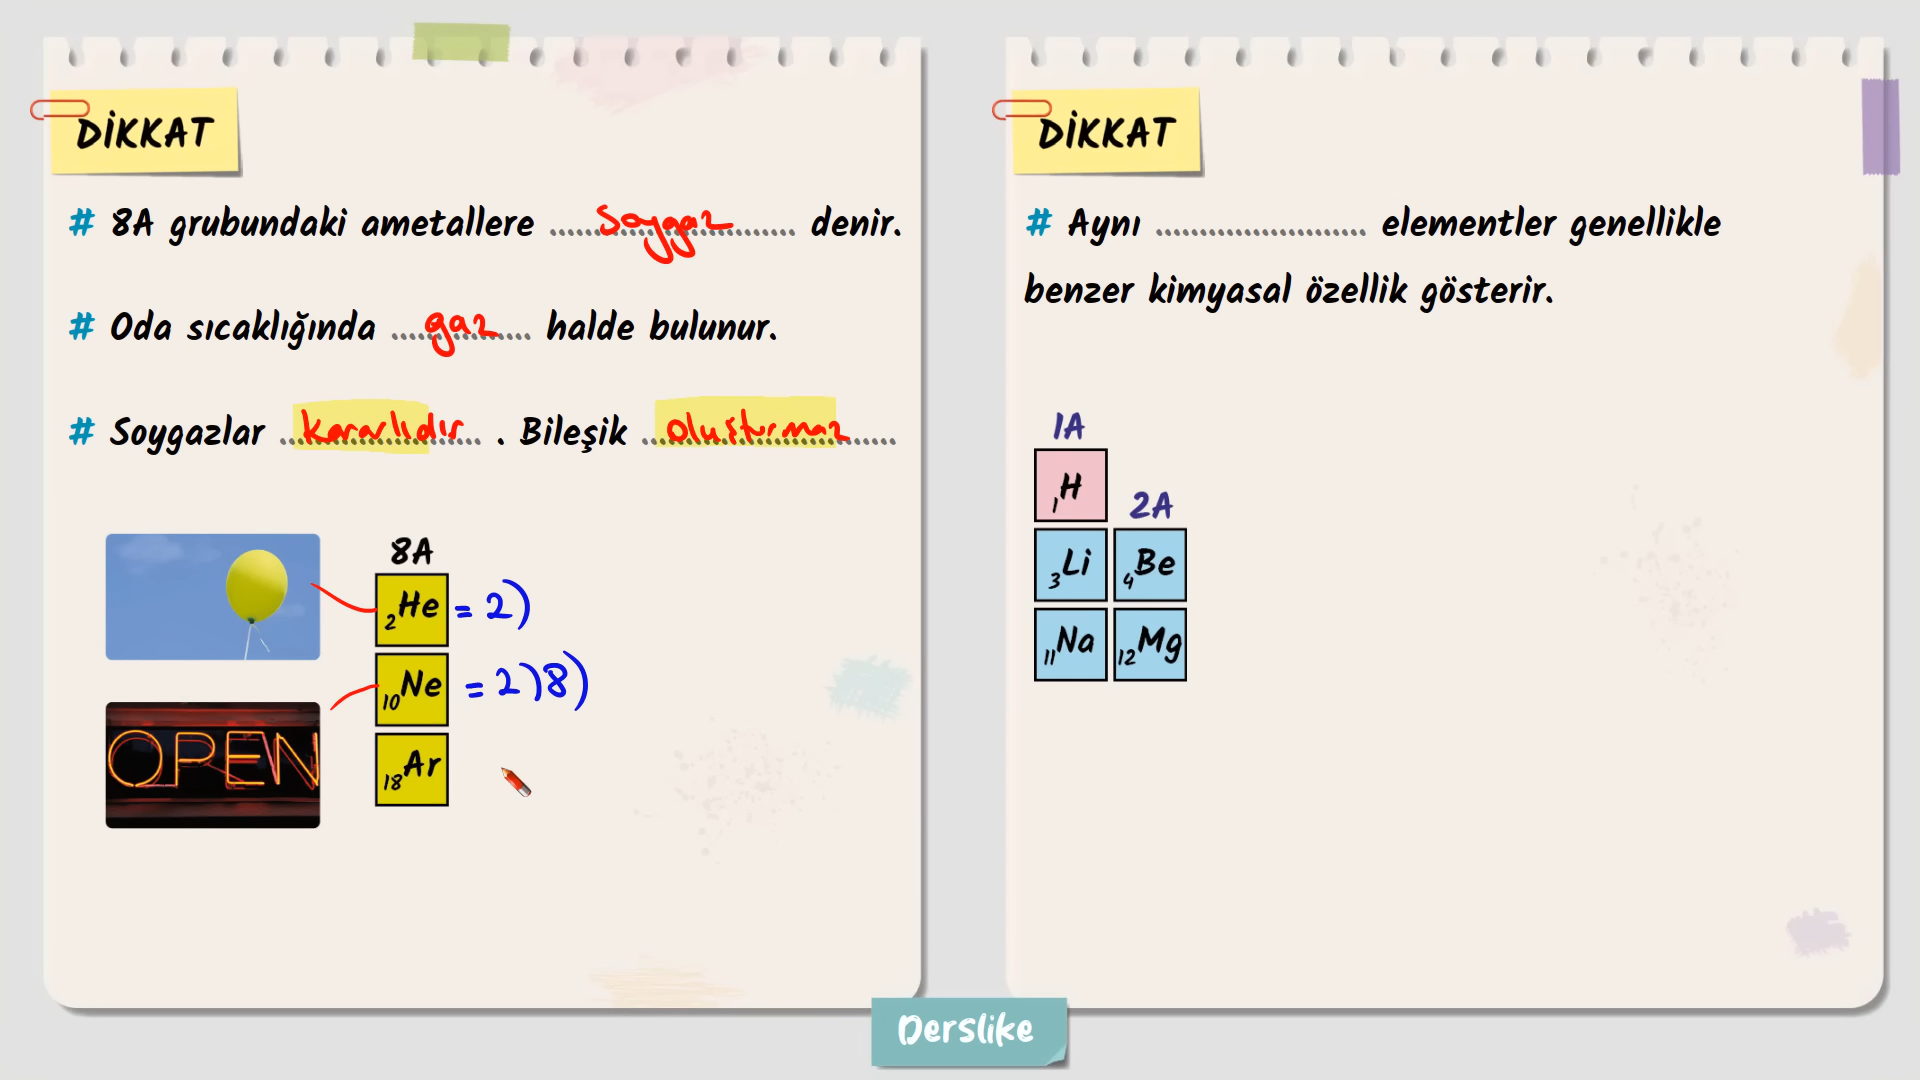 DİKKAT
# 8A grubundaki ametallere soygaz denir.
# Oda sıcaklığında gaz halde bulunur.
# Soygazlar kararlıdır . Bileşik oluşturmaz
8A
2He = 2)
10Ne = 2)8)
18Ar
OPEN
DİKKAT
# Aynı ........................ elementler genellikle
benzer kimyasal özellik gösterir.
1A
1H
2A
3Li 4Be
11Na 12Mg
Derslike